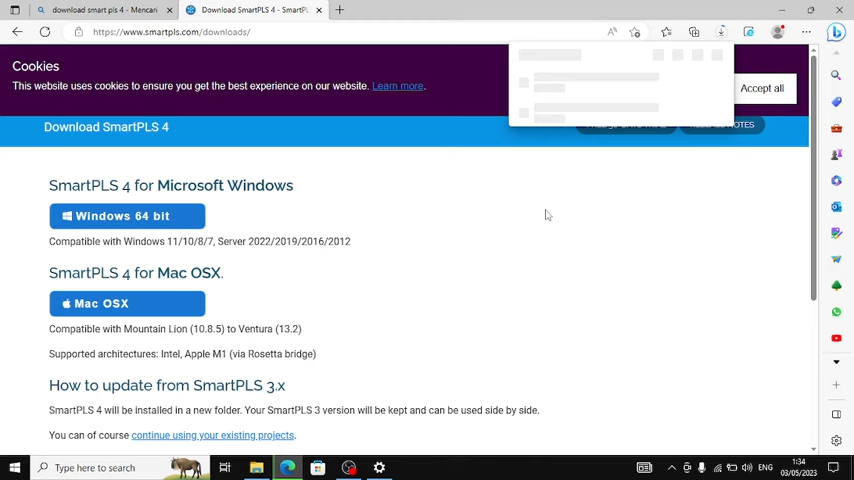 download smart pls 4 - Mencari
Download SmartPLS 4 - SmartPL
https://www.smartpls.com/downloads/
Cookies
This website uses cookies to ensure you get the best experience on our website. Learn more.
Accept all
Download SmartPLS 4
SmartPLS 4 for Microsoft Windows
Windows 64 bit
Compatible with Windows 11/10/8/7, Server 2022/2019/2016/2012
SmartPLS 4 for Mac OSX.
Mac OSX
Compatible with Mountain Lion (10.8.5) to Ventura (13.2)
Supported architectures: Intel, Apple M1 (via Rosetta bridge)
How to update from SmartPLS 3.x
SmartPLS 4 will be installed in a new folder. Your SmartPLS 3 version will be kept and can be used side by side.
You can of course continue using your existing projects.
Type here to search
ENG
1:34
03/05/2023